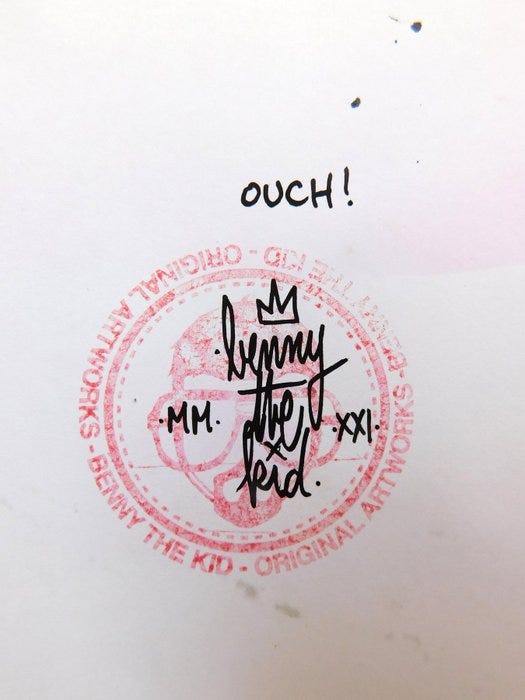 OUCH!
benny
the
kid.
·MM.
·XXI·
BENNY THE KID - ORIGINAL ARTWORKS - BENNY THE KID - ORIGINAL ARTWORKS -